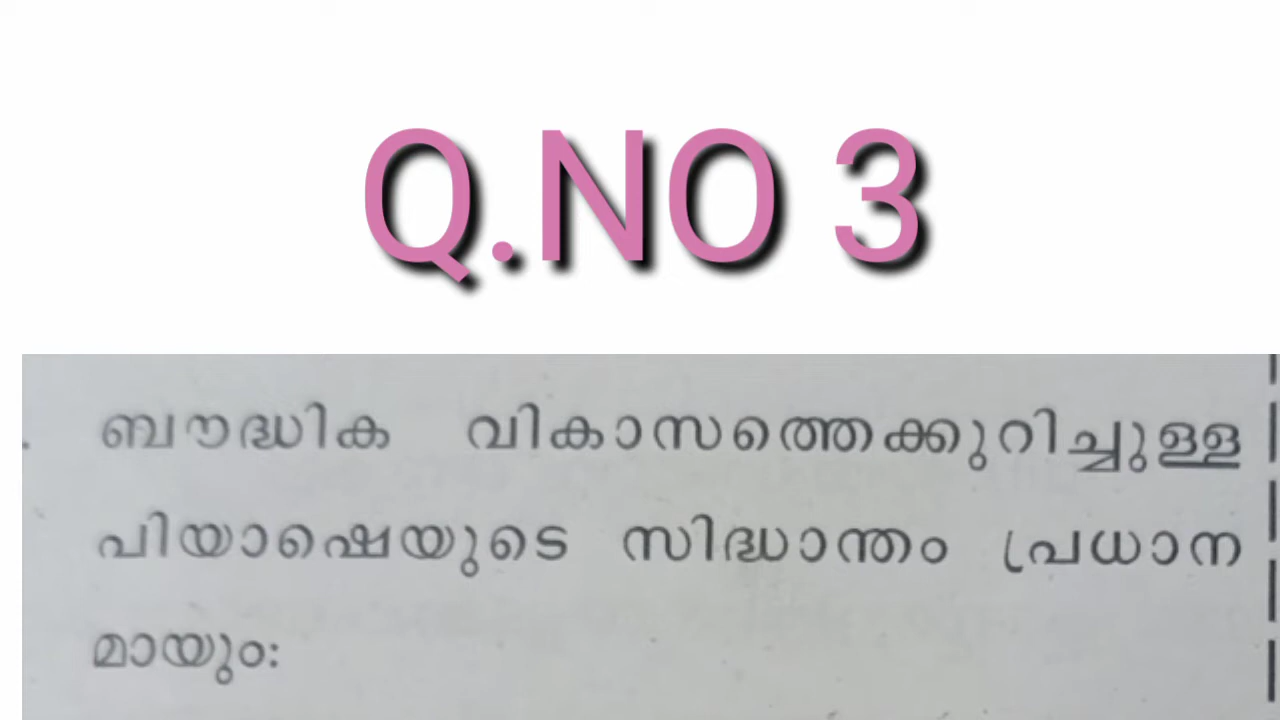 Q.NO 3
ബൗദ്ധിക വികാസത്തെക്കുറിച്ചുള്ള
പിയാഷെയുടെ സിദ്ധാന്തം പ്രധാന
മായും: